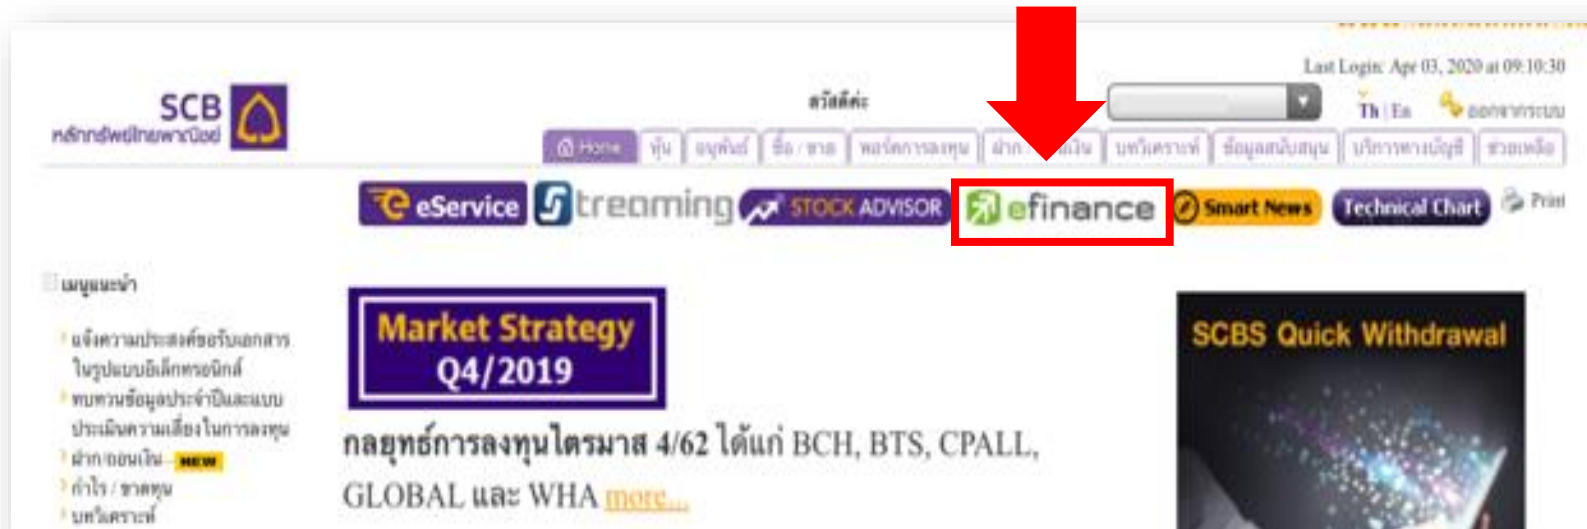 Last Login: Apr 03, 2020 at 09:10:30
SCB
หลักทรัพย์ไทยพาณิชย์
สวัสดีค่ะ
Th | En ออกจากระบบ
Home หุ้น อนุพันธ์ ซื้อ / ขาย พอร์ตการลงทุน ฝาก / บทวิเคราะห์ ข้อมูลสนับสนุน บริการทางบัญชี ช่วยเหลือ
eService Streaming STOCK ADVISOR efinance Smart News Technical Chart Print
เมนูแนะนำ
แจ้งความประสงค์ขอรับเอกสาร
ในรูปแบบอิเล็กทรอนิกส์
ทบทวนข้อมูลประจำปีและแบบ
ประเมินความเสี่ยงในการลงทุน
ฝาก/ถอนเงิน NEW
กำไร / ขาดทุน
บทวิเคราะห์
Market Strategy
Q4/2019
กลยุทธ์การลงทุนไตรมาส 4/62 ได้แก่ BCH, BTS, CPALL,
GLOBAL และ WHA more...
SCBS Quick Withdrawal